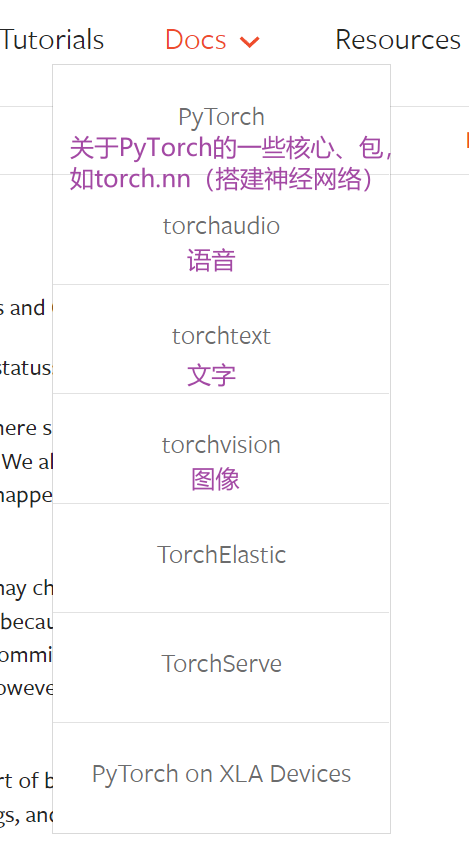 Tutorials Docs Resources
PyTorch
关于PyTorch的一些核心、包，
如torch.nn（搭建神经网络）
torchaudio
语音
s and
torchtext
status
文字
here s
torchvision
We al
图像
happe
TorchElastic
may ch
becau
ommi
TorchServe
oweve
PyTorch on XLA Devices
rt of b
gs, and